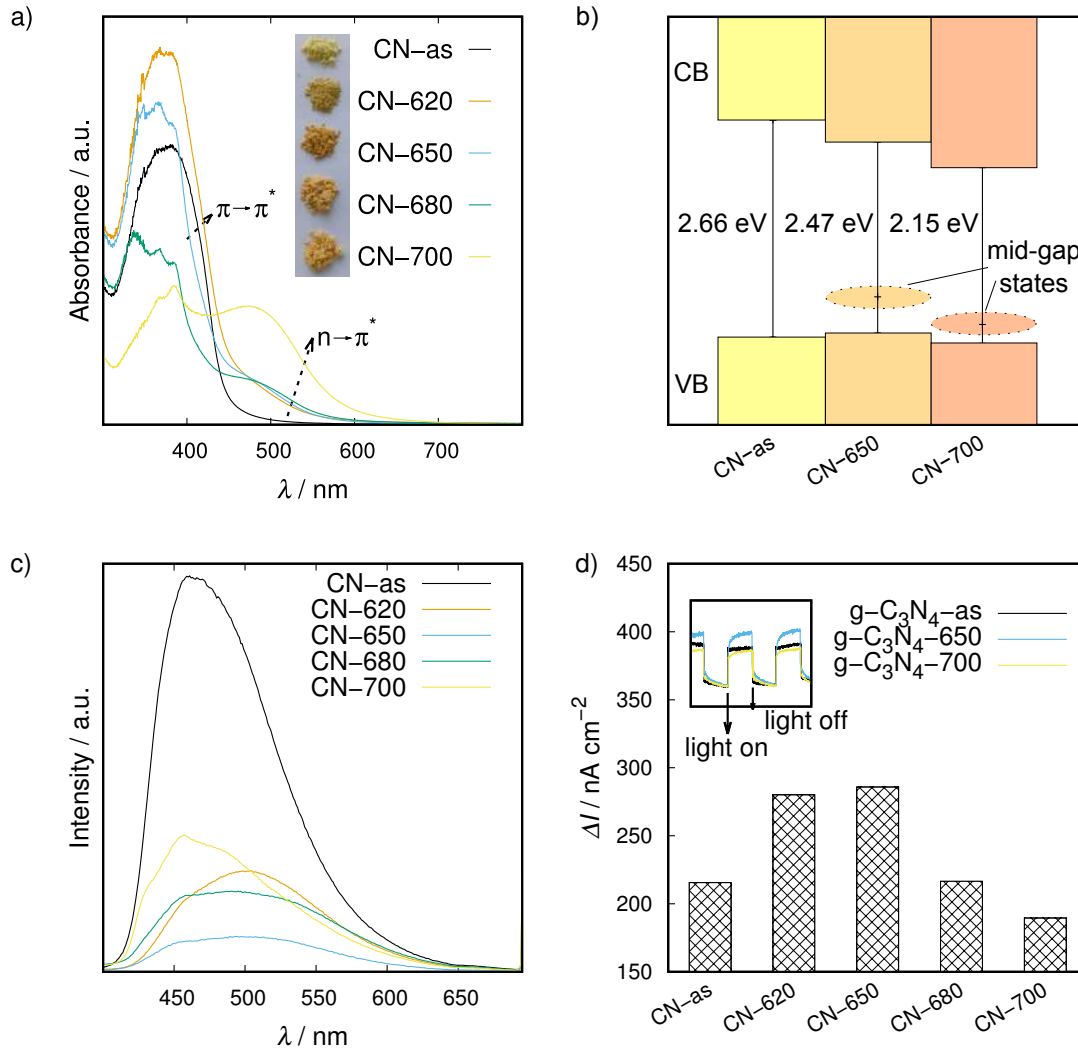 a)
CN−as
CN−620
CN−650
CN−680
CN−700
π→π*
n→π*
Absorbance / a.u.
400 500 600 700
λ / nm
b)
CB
2.66 eV 2.47 eV 2.15 eV
mid-gap
states
VB
CN−as CN−650 CN−700
c)
CN−as
CN−620
CN−650
CN−680
CN−700
Intensity / a.u.
450 500 550 600 650
λ / nm
d)
450
400
350
300
250
200
150
ΔI / nA cm⁻²
g−C₃N₄−as
g−C₃N₄−650
g−C₃N₄−700
light off
light on
CN−as CN−620 CN−650 CN−680 CN−700